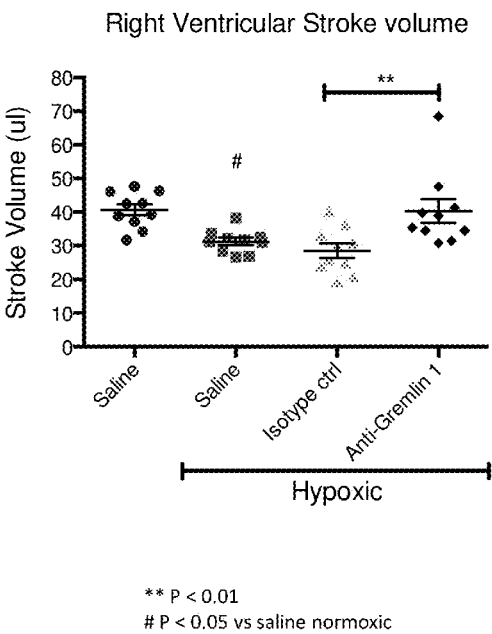 Right Ventricular Stroke volume
Stroke Volume (ul)
80
70
60
50
40
30
20
10
0
**
#
Saline
Saline
Isotype ctrl
Anti-Gremlin 1
Hypoxic
** P < 0.01
# P < 0.05 vs saline normoxic